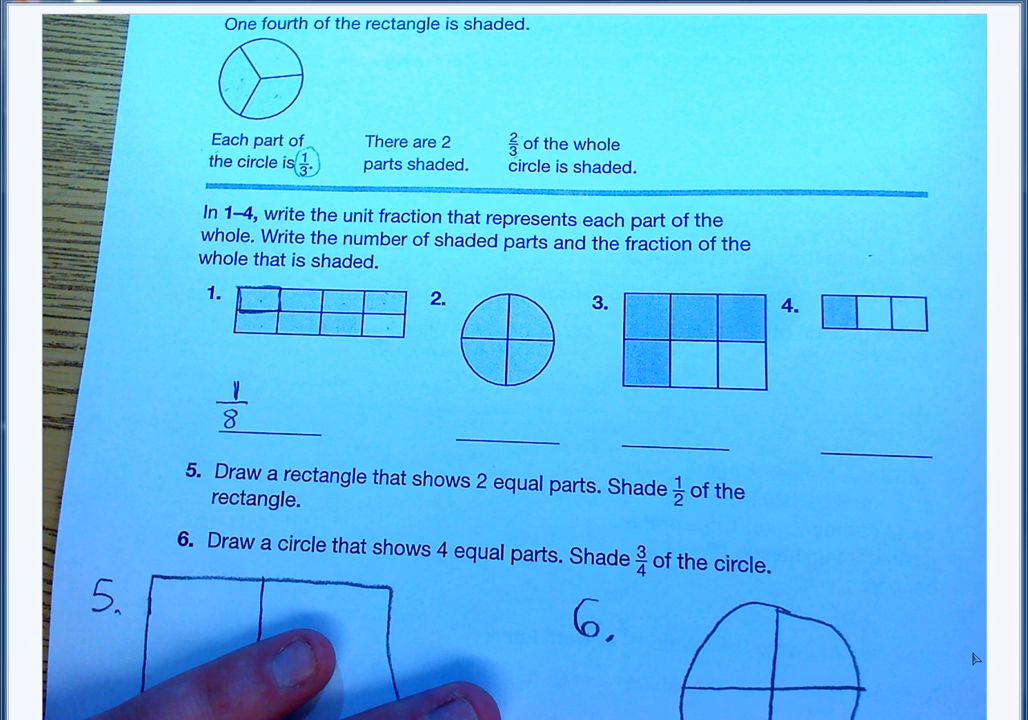 One fourth of the rectangle is shaded.
Each part of
the circle is 1/3.
There are 2
parts shaded.
2/3 of the whole
circle is shaded.
In 1–4, write the unit fraction that represents each part of the
whole. Write the number of shaded parts and the fraction of the
whole that is shaded.
1.
2.
3.
4.
1/8
5. Draw a rectangle that shows 2 equal parts. Shade 1/2 of the
rectangle.
6. Draw a circle that shows 4 equal parts. Shade 3/4 of the circle.
5.
6.